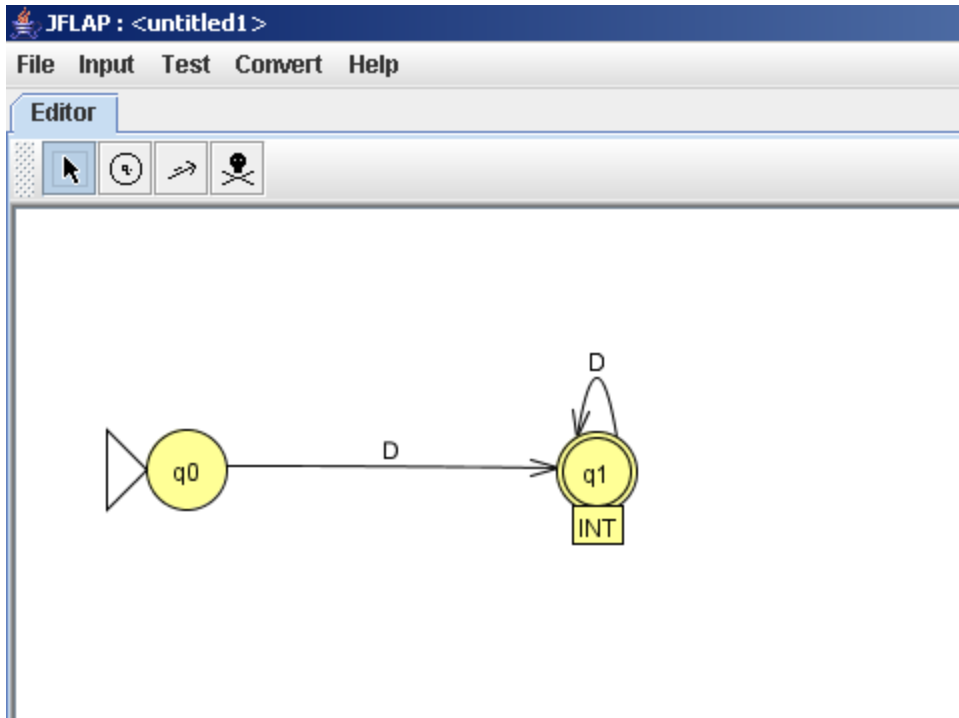 JFLAP : <untitled1>
File Input Test Convert Help
Editor
q
D
D
q0
q1
INT